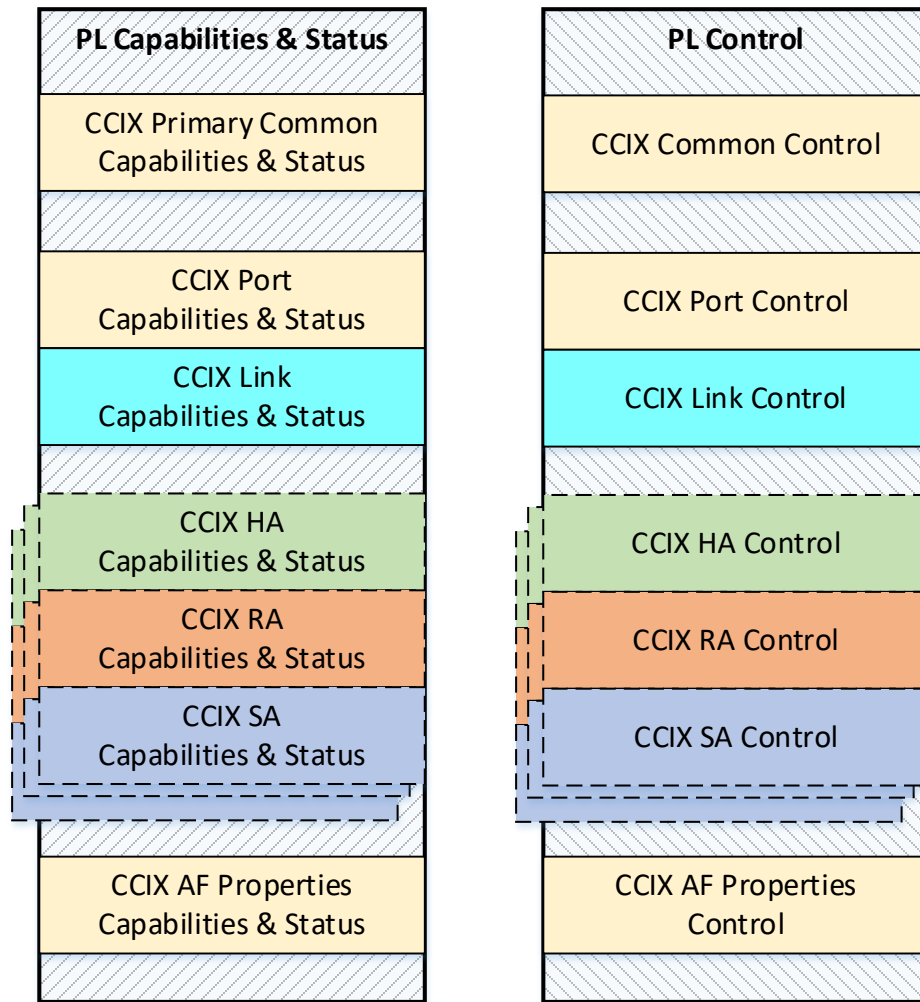 PL Capabilities & Status
CCIX Primary Common
Capabilities & Status
CCIX Port
Capabilities & Status
CCIX Link
Capabilities & Status
CCIX HA
Capabilities & Status
CCIX RA
Capabilities & Status
CCIX SA
Capabilities & Status
CCIX AF Properties
Capabilities & Status
PL Control
CCIX Common Control
CCIX Port Control
CCIX Link Control
CCIX HA Control
CCIX RA Control
CCIX SA Control
CCIX AF Properties
Control